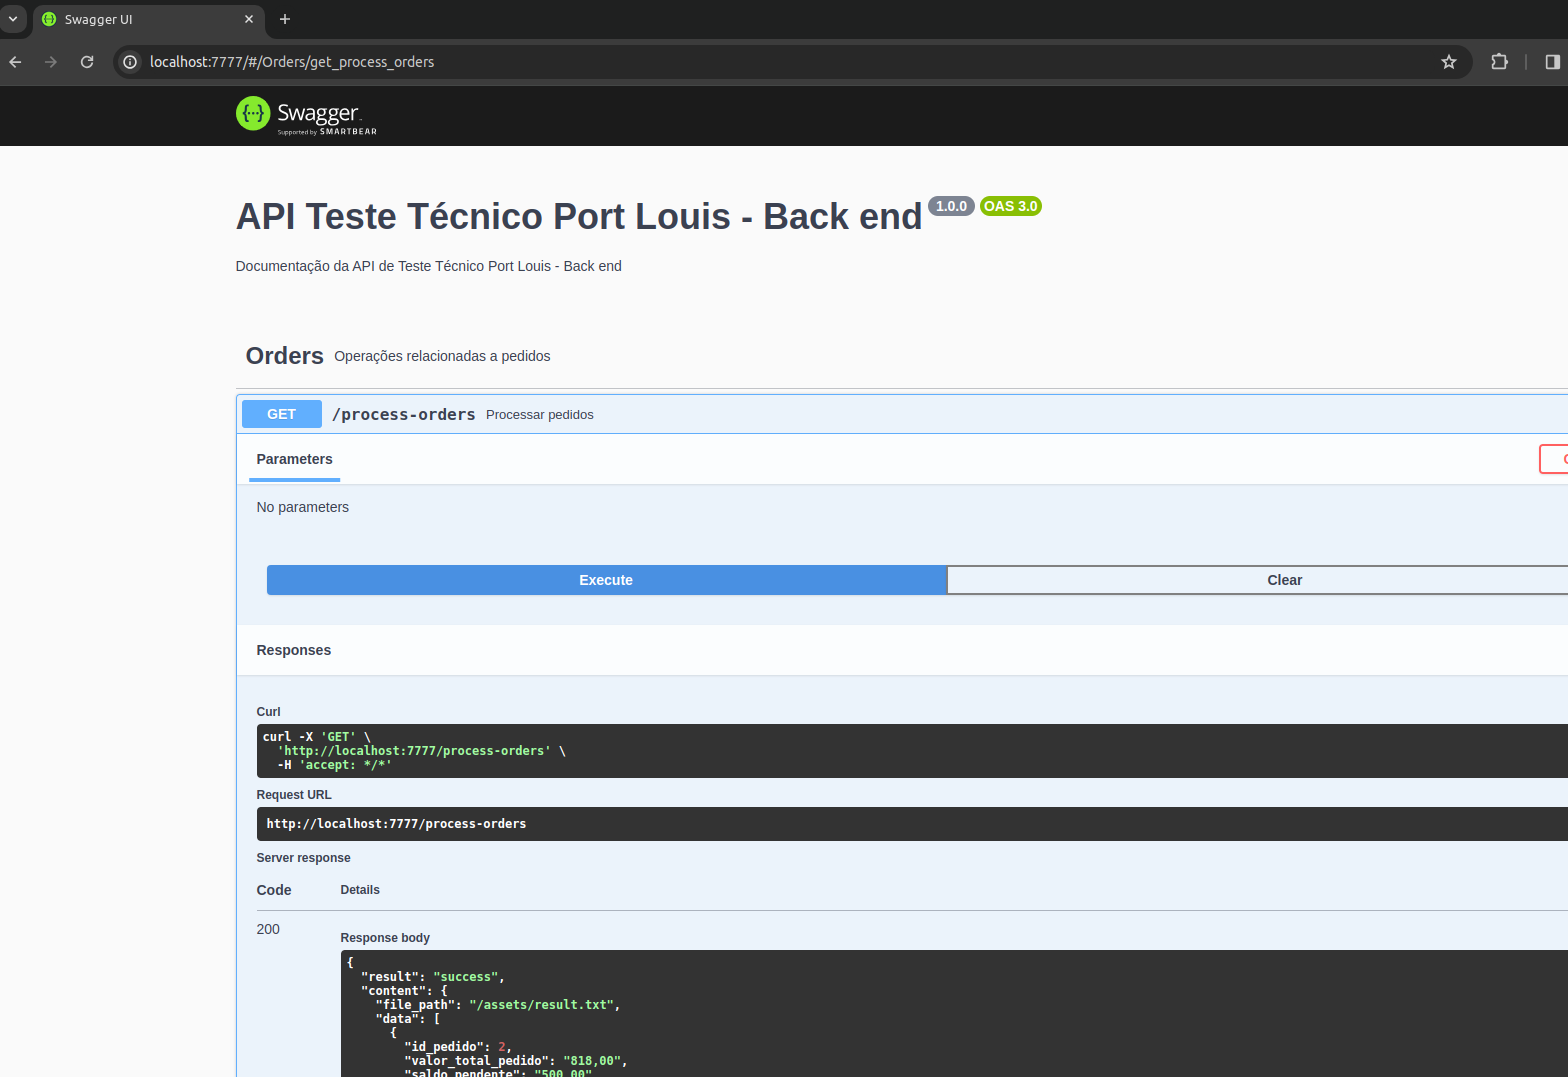 Swagger UI
localhost:7777/#/Orders/get_process_orders
{···} Swagger
Supported by SMARTBEAR
API Teste Técnico Port Louis - Back end 1.0.0 OAS 3.0
Documentação da API de Teste Técnico Port Louis - Back end
Orders Operações relacionadas a pedidos
GET /process-orders Processar pedidos
Parameters
No parameters
Execute Clear
Responses
Curl
curl -X 'GET' \
'http://localhost:7777/process-orders' \
-H 'accept: */*'
Request URL
http://localhost:7777/process-orders
Server response
Code Details
200
Response body
{
"result": "success",
"content": {
"file_path": "/assets/result.txt",
"data": [
{
"id_pedido": 2,
"valor_total_pedido": "818,00",
"saldo_pendente": "500,00"